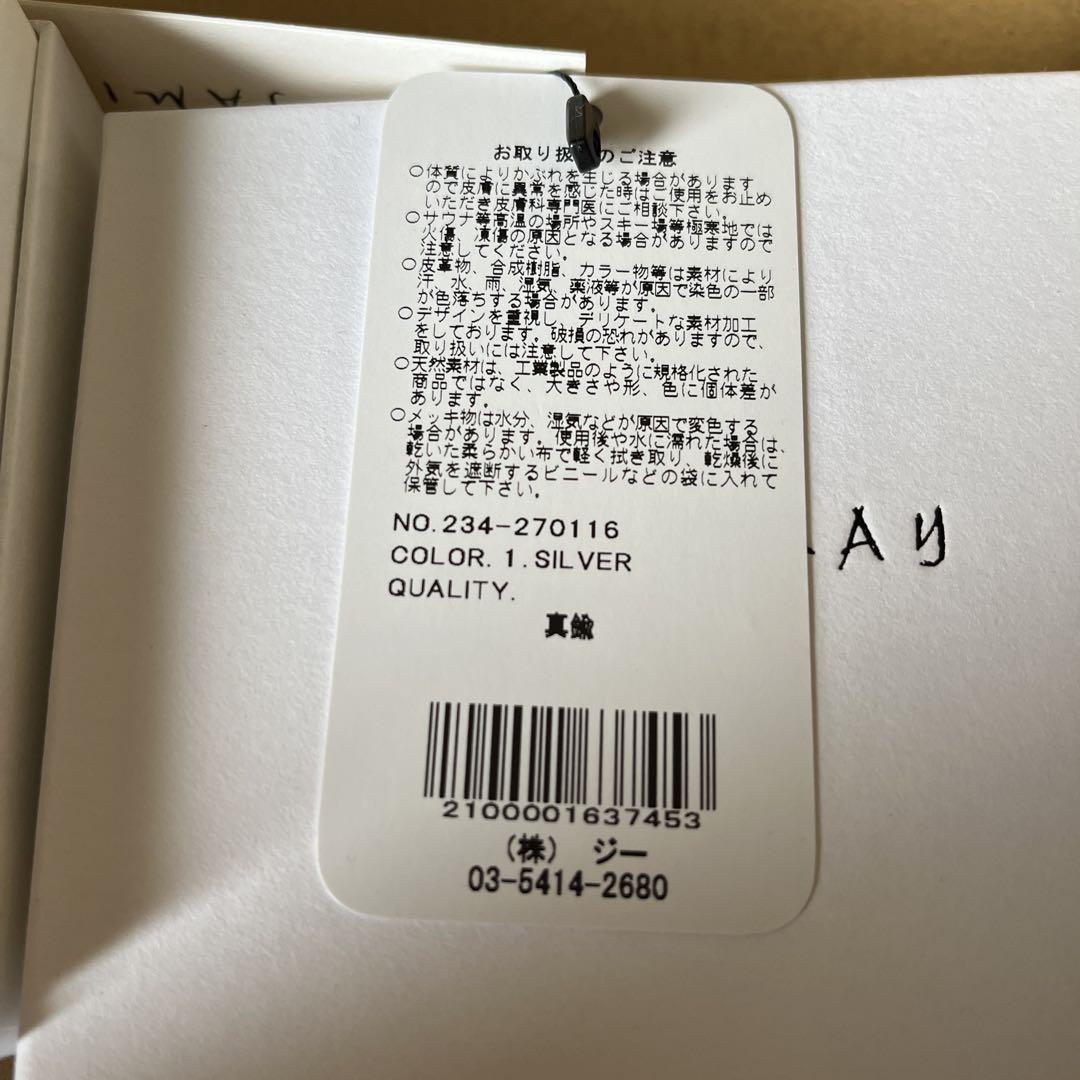 お取り扱いのご注意
○体質によりかぶれを生じる場合があります
ので皮膚に異常を感じた時はご使用をお止め
いただき皮膚科専門医にご相談下さい。
○サウナ等高温の場所やスキー場等極寒地では
火傷、凍傷の原因となる場合がありますので
注意してください。
○皮革物、合成樹脂、カラー物等は素材により
汗、水、雨、湿気、薬液等が原因で染色の一部
が色落ちする場合があります。
○デザインを重視し、デリケートな素材加工
をしております。破損の恐れがありますので、
取り扱いには注意して下さい。
○天然素材は、工業製品のように規格化された
商品ではなく、大きさや形、色に個体差が
あります。
○メッキ物は水分、湿気などが原因で変色する
場合があります。使用後や水に濡れた場合は、
乾いた柔らかい布で軽く拭き取り、乾燥後に
外気を遮断するビニールなどの袋に入れて
保管して下さい。
NO.234-270116
COLOR. 1.SILVER
QUALITY.
真鍮
2100001637453
(株) ジー
03-5414-2680